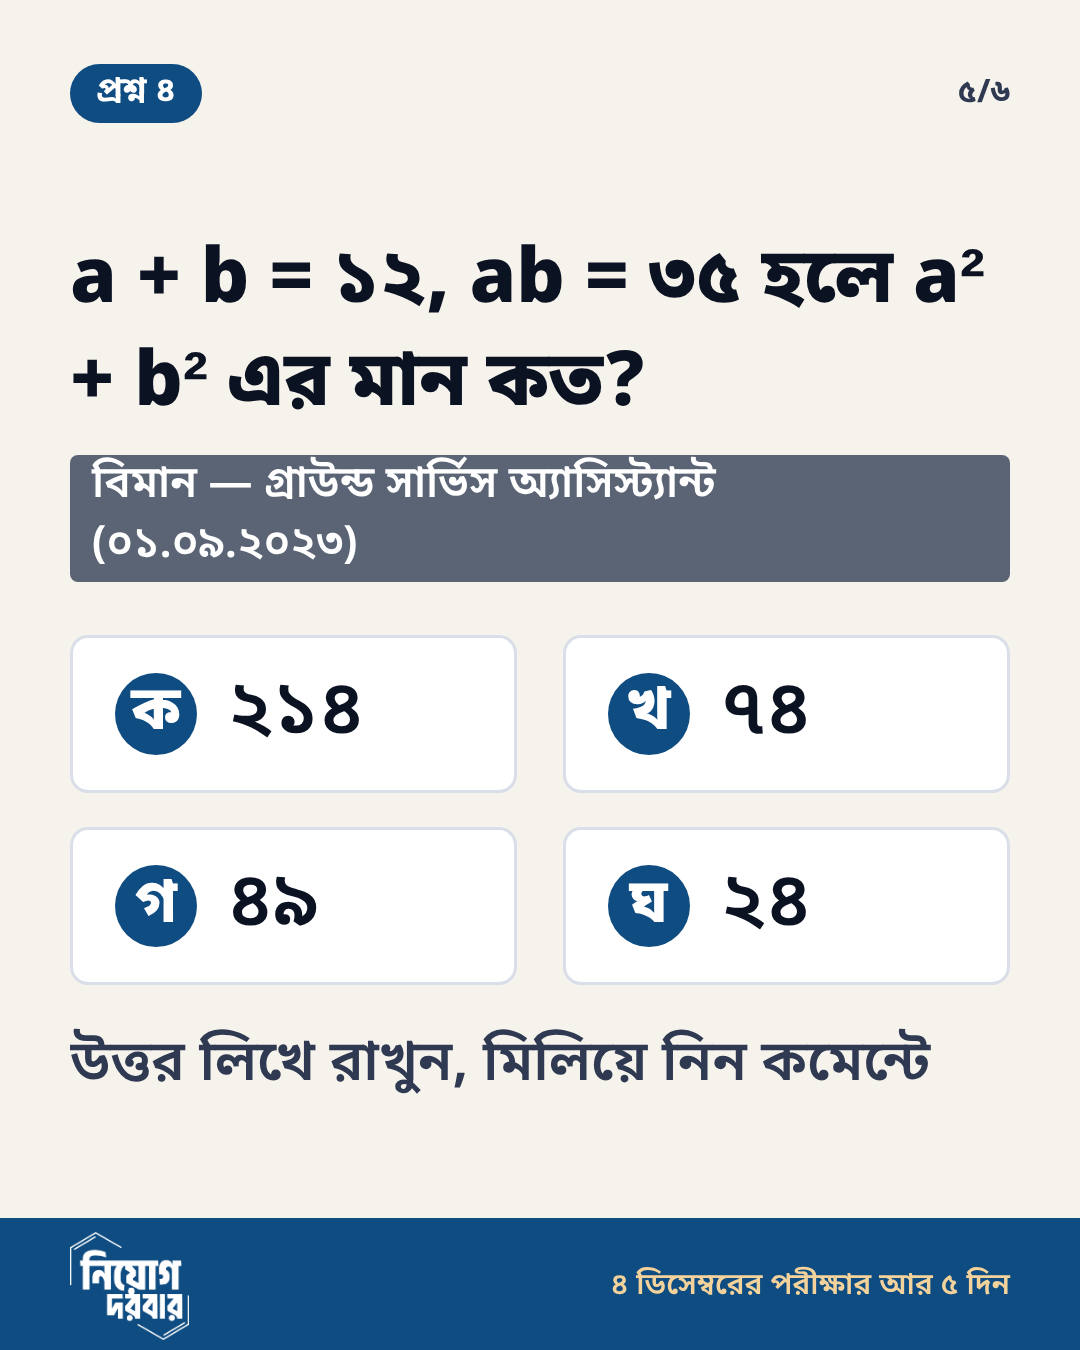 প্রশ্ন ৪
৫/৬
a + b = ১২, ab = ৩৫ হলে a²
+ b² এর মান কত?
বিমান — গ্রাউন্ড সার্ভিস অ্যাসিস্ট্যান্ট
(০১.০৯.২০২৩)
ক ২১৪
খ ৭৪
গ ৪৯
ঘ ২৪
উত্তর লিখে রাখুন, মিলিয়ে নিন কমেন্টে
নিয়োগ
দরবার
৪ ডিসেম্বরের পরীক্ষার আর ৫ দিন